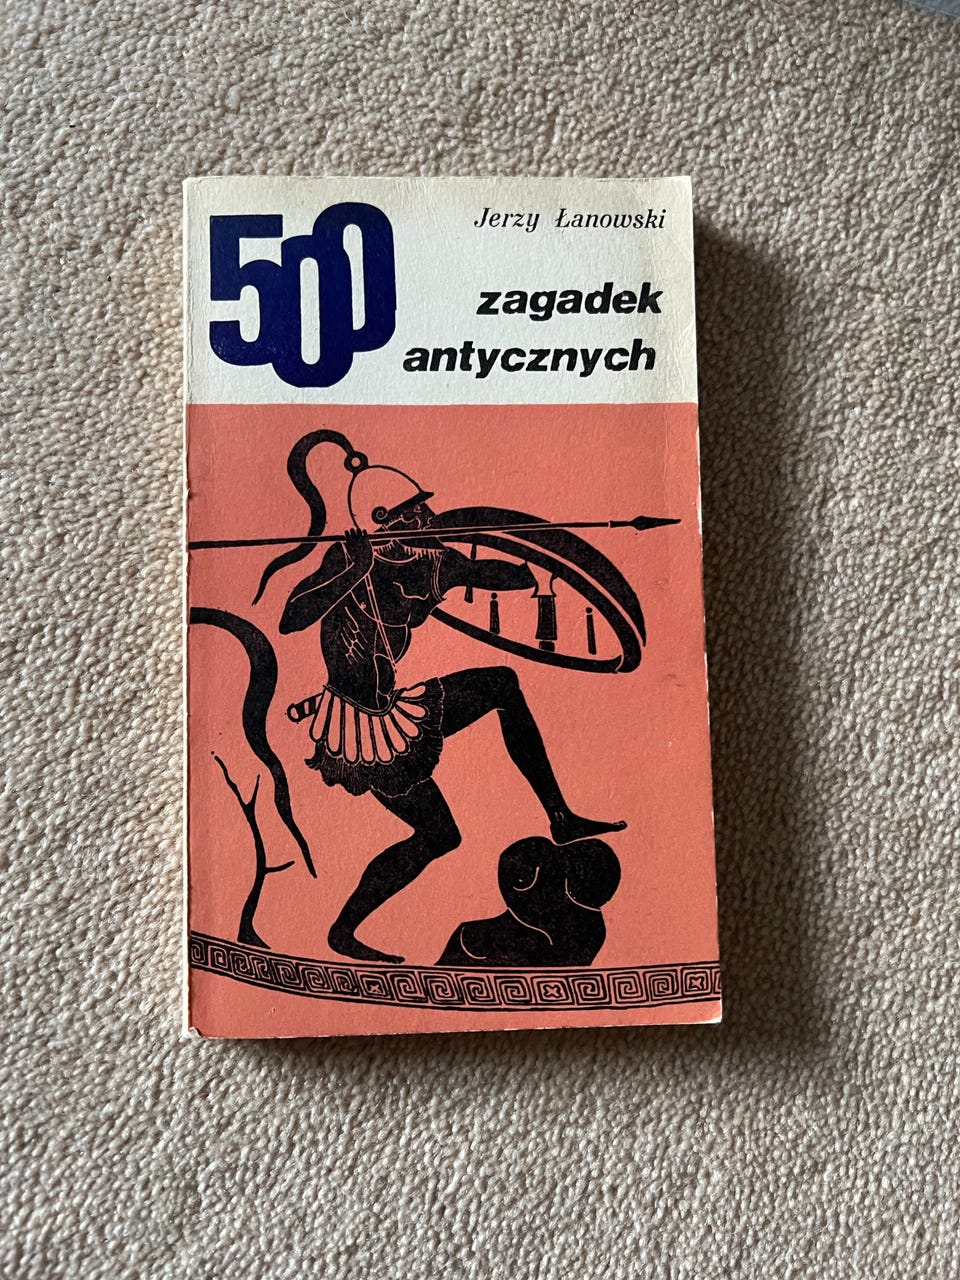 500
Jerzy Łanowski
zagadek
antycznych